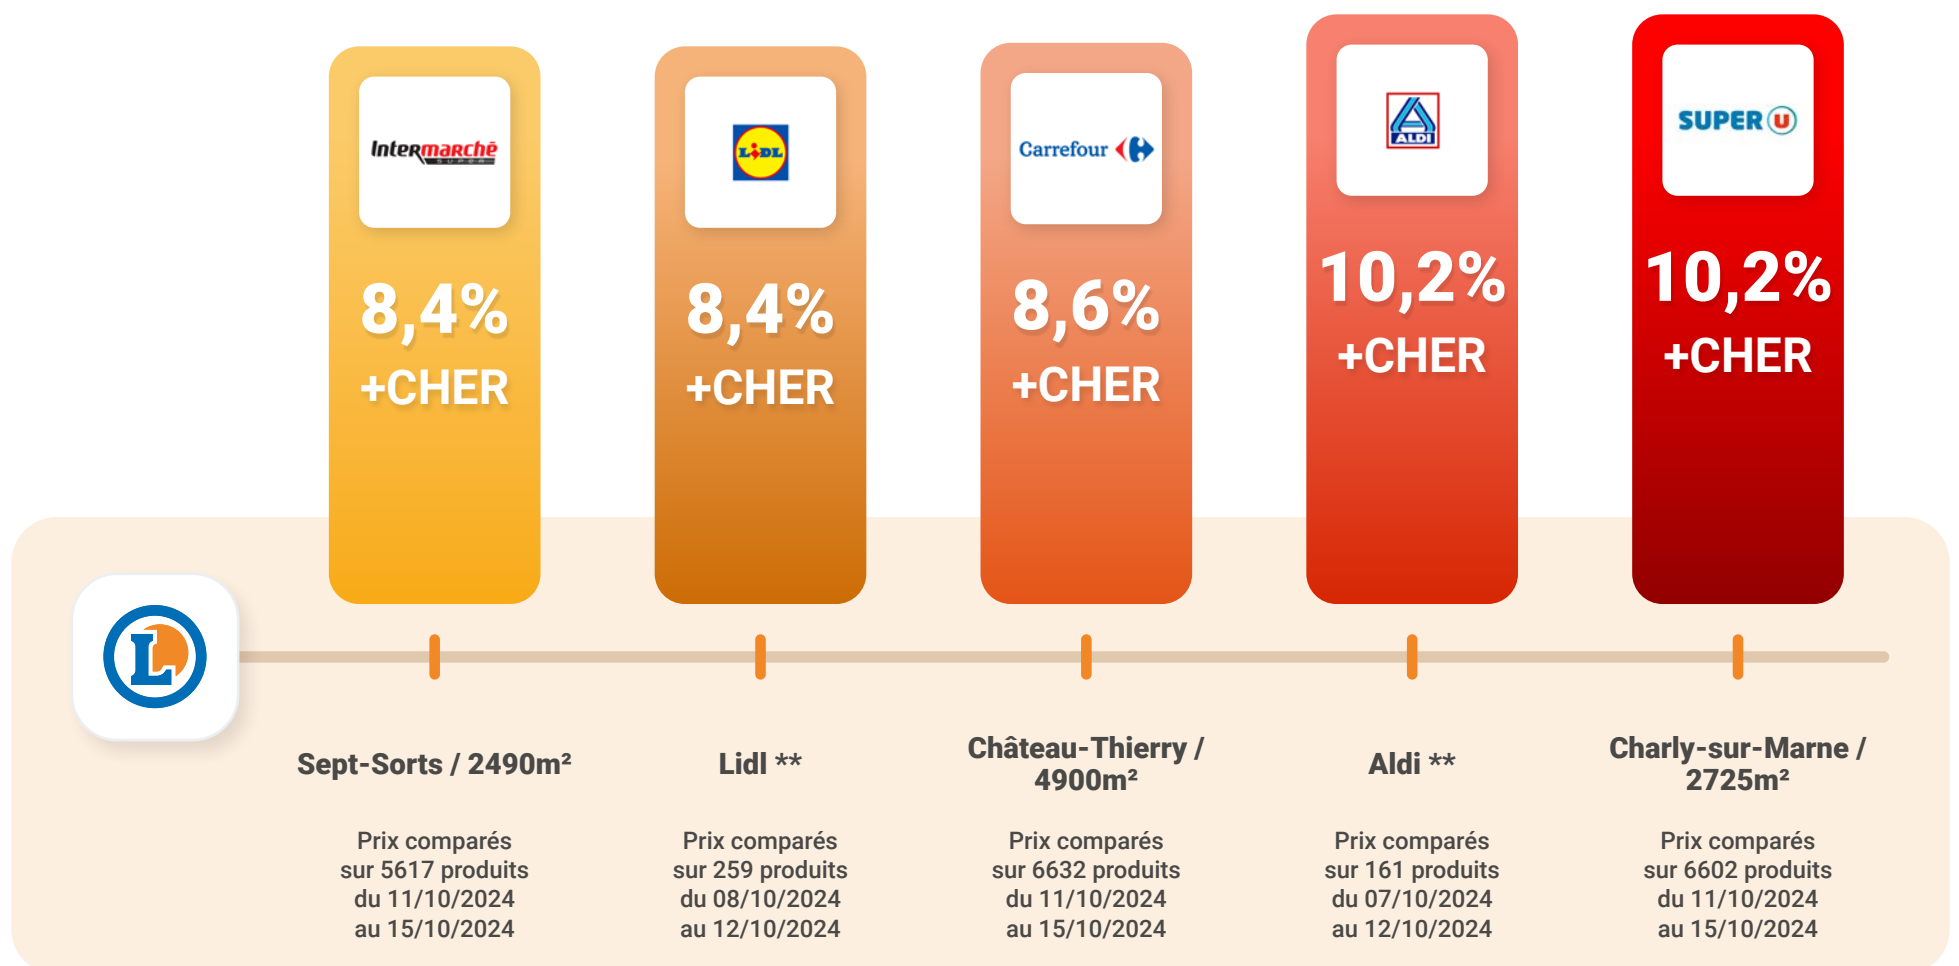 Intermarchē
SUPER
8,4%
+CHER
LiDL
8,4%
+CHER
Carrefour
8,6%
+CHER
ALDI
10,2%
+CHER
SUPER U
10,2%
+CHER
L
Sept-Sorts / 2490m²
Prix comparés
sur 5617 produits
du 11/10/2024
au 15/10/2024
Lidl **
Prix comparés
sur 259 produits
du 08/10/2024
au 12/10/2024
Château-Thierry /
4900m²
Prix comparés
sur 6632 produits
du 11/10/2024
au 15/10/2024
Aldi **
Prix comparés
sur 161 produits
du 07/10/2024
au 12/10/2024
Charly-sur-Marne /
2725m²
Prix comparés
sur 6602 produits
du 11/10/2024
au 15/10/2024